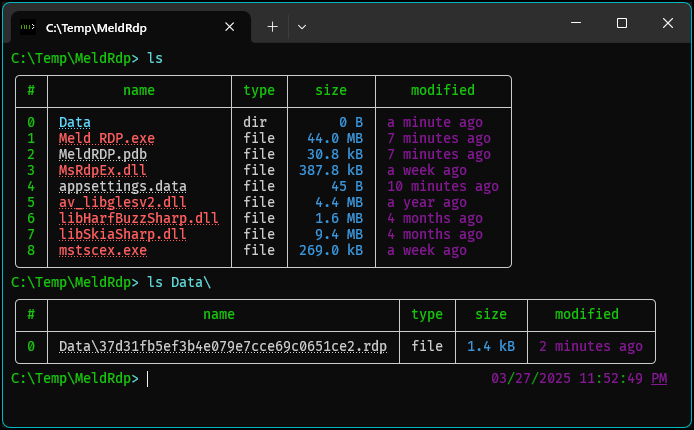 C:\Temp\MeldRdp
C:\Temp\MeldRdp> ls
# name type size modified
0 Data dir 0 B a minute ago
1 Meld RDP.exe file 44.0 MB 7 minutes ago
2 MeldRDP.pdb file 30.8 kB 7 minutes ago
3 MsRdpEx.dll file 387.8 kB a week ago
4 appsettings.data file 45 B 10 minutes ago
5 av_libglesv2.dll file 4.4 MB a year ago
6 libHarfBuzzSharp.dll file 1.6 MB 4 months ago
7 libSkiaSharp.dll file 9.4 MB 4 months ago
8 mstscex.exe file 269.0 kB a week ago
C:\Temp\MeldRdp> ls Data\
# name type size modified
0 Data\37d31fb5ef3b4e079e7cce69c0651ce2.rdp file 1.4 kB 2 minutes ago
C:\Temp\MeldRdp> 03/27/2025 11:52:49 PM